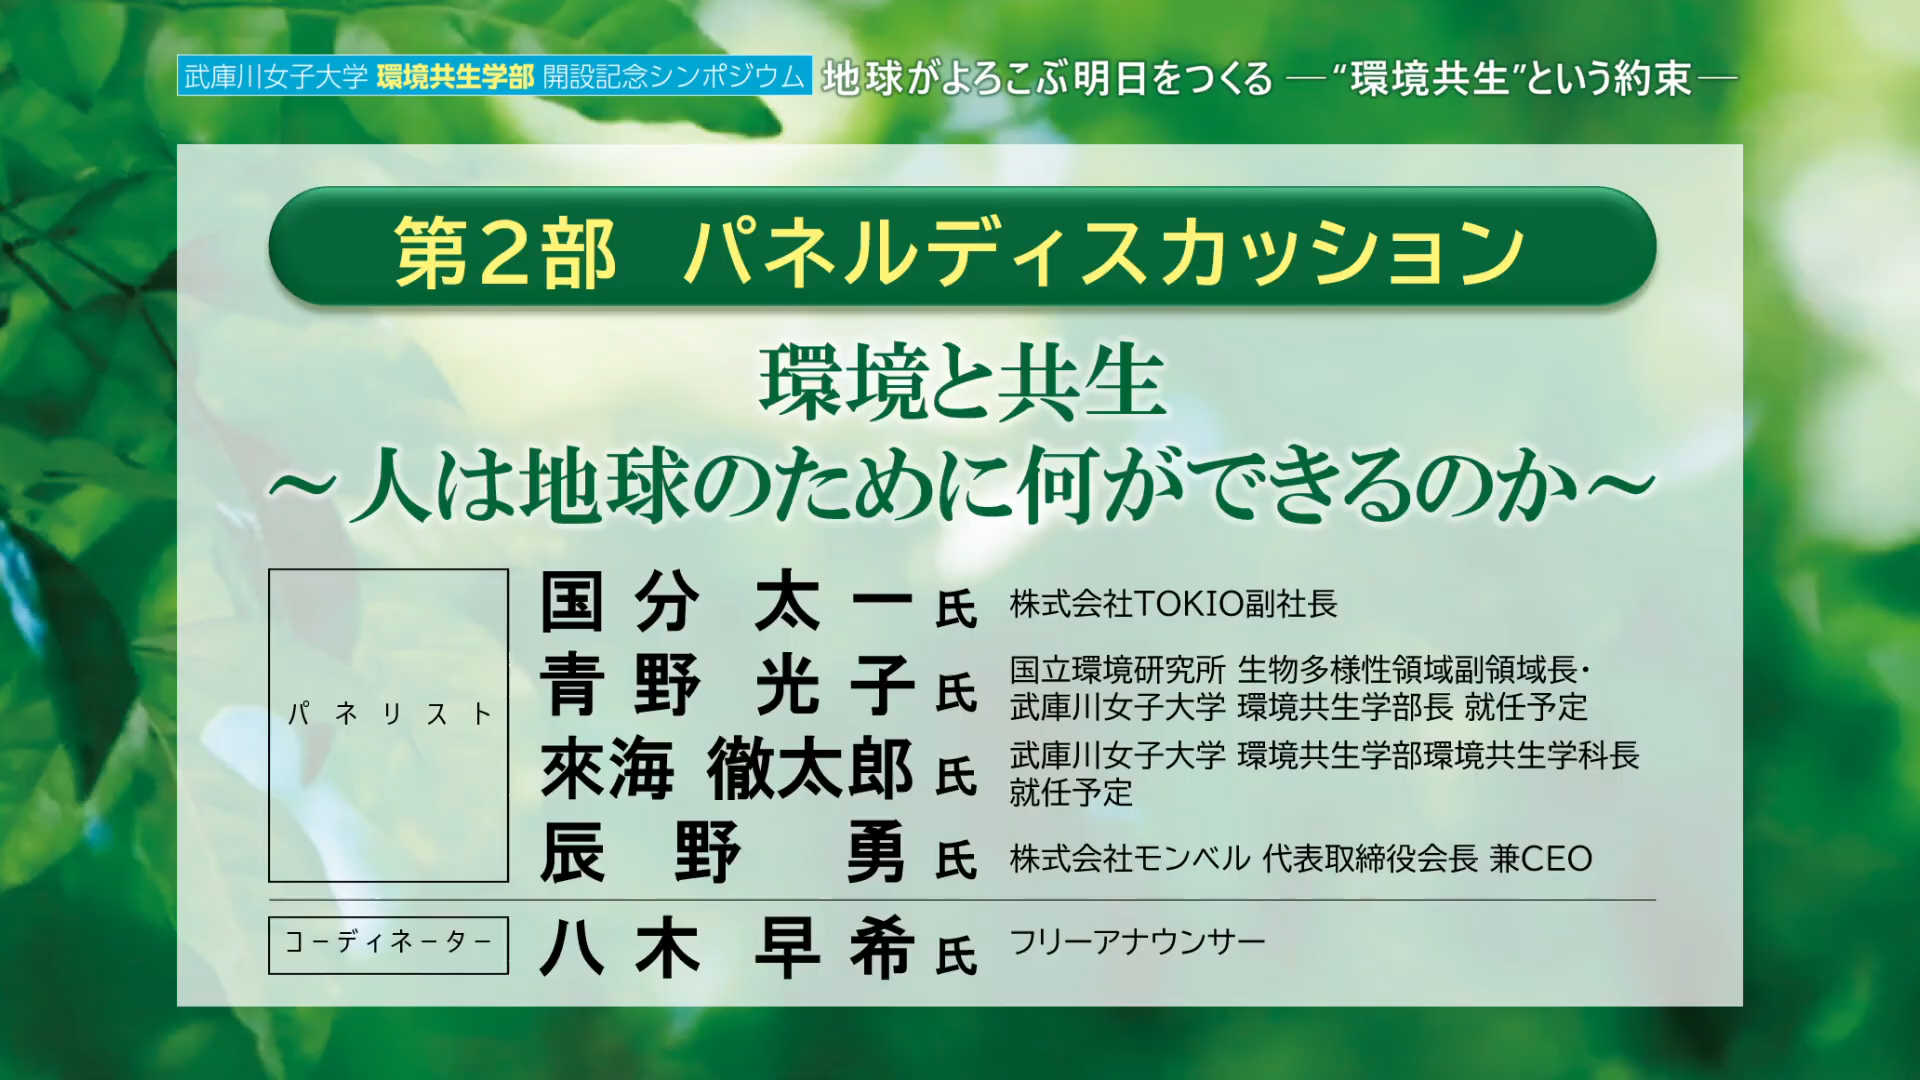 武庫川女子大学 環境共生学部 開設記念シンポジウム 地球がよろこぶ明日をつくる ―“環境共生”という約束―
第2部 パネルディスカッション
環境と共生
～人は地球のために何ができるのか～
パネリスト
国分 太一 氏 株式会社TOKIO副社長
青野 光子 氏 国立環境研究所 生物多様性領域副領域長・
武庫川女子大学 環境共生学部長 就任予定
來海 徹太郎 氏 武庫川女子大学 環境共生学部環境共生学科長
就任予定
辰野 勇 氏 株式会社モンベル 代表取締役会長 兼CEO
コーディネーター 八木 早希 氏 フリーアナウンサー